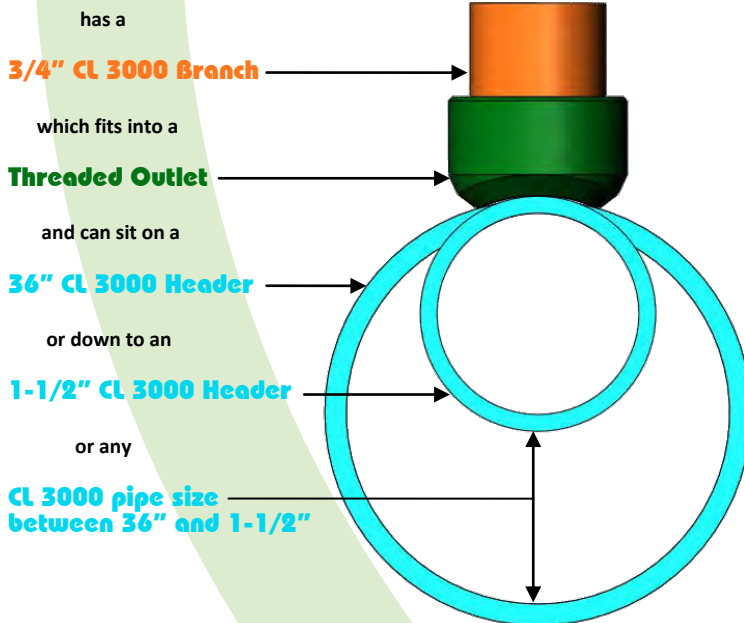 has a
3/4" CL 3000 Branch
which fits into a
Threaded Outlet
and can sit on a
36" CL 3000 Header
or down to an
1-1/2" CL 3000 Header
or any
CL 3000 pipe size
between 36" and 1-1/2"